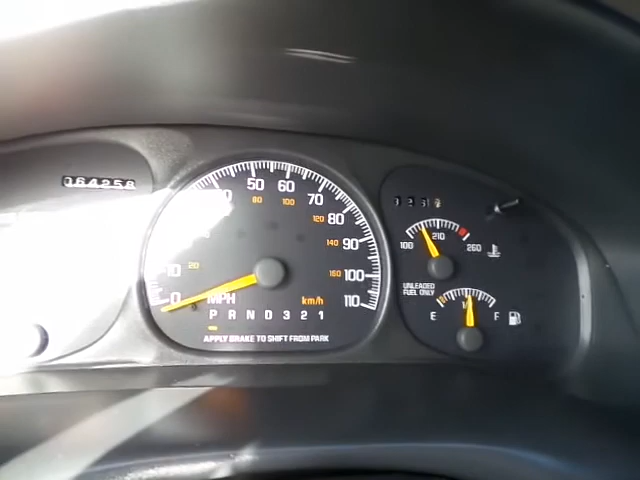 064258
50 60
70
80
90
100
110
80 100
120
140
160
10 20
0
MPH km/h
P R N D 3 2 1
APPLY BRAKE TO SHIFT FROM PARK
100 210 260
UNLEADED
FUEL ONLY
E F